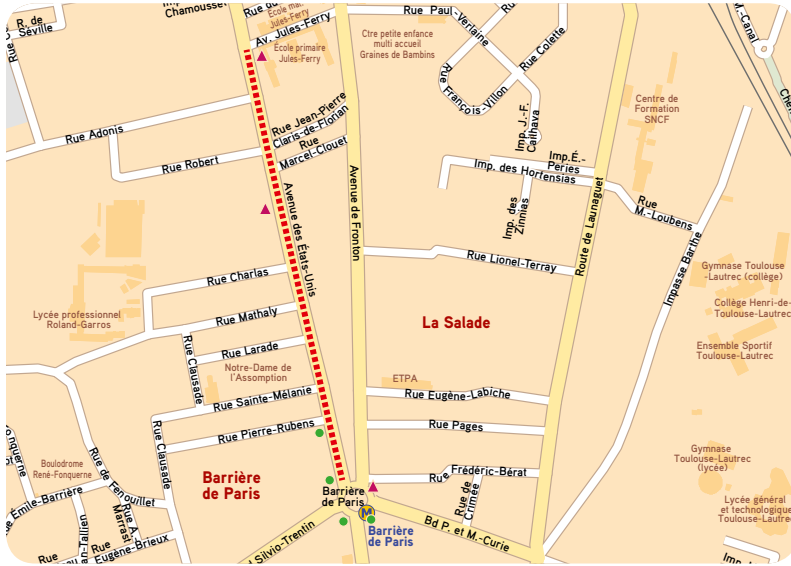 R. de
Séville
Chamousset
Rue du
École mat.
Jules-Ferry
Av. Jules-Ferry
École primaire
Jules-Ferry
Rue Paul-
Verlaine
Ctre petite enfance
multi accueil
Graines de Bambins
Rue
François-Villon
Rue Colette
M.-Canal
Centre de
Formation
SNCF
Rue Adonis
Rue Jean-Pierre
Claris-de-Florian
Rue
Marcel-Clouet
Rue Robert
Imp. J.-F.
Cailhava
Imp.É.-
Peries
Imp. des Hortensias
Imp. des
Zinnias
Rue
M.-Loubens
Avenue des États-Unis
Avenue de Fronton
Route de Launaguet
Impasse Barthe
Rue Lionel-Terray
Gymnase Toulouse
-Lautrec (collège)
Collège Henri-de-
Toulouse-Lautrec
Ensemble Sportif
Toulouse-Lautrec
Rue Charlas
Lycée professionnel
Roland-Garros
Rue Mathaly
La Salade
Rue Larade
Rue Clausade
Notre-Dame de
l'Assomption
ETPA
Rue Sainte-Mélanie
Rue Eugène-Labiche
Rue Pierre-Rubens
Rue Pages
Rue Clausade
Boulodrome
René-Fonquerne
Rue de Fenouillet
Barrière
de Paris
Rue
Frédéric-Bérat
Rue de
Crimée
Gymnase
Toulouse-Lautrec
(lycée)
Lycée général
et technologique
Toulouse-Lautrec
Barrière
de Paris
M
Barrière
de Paris
Bd P. et M.-Curie
Silvio-Trentin
Émile-Barrière
Rue A.
Marrast
Rue
Rue
Eugène-Brieux
Imp.